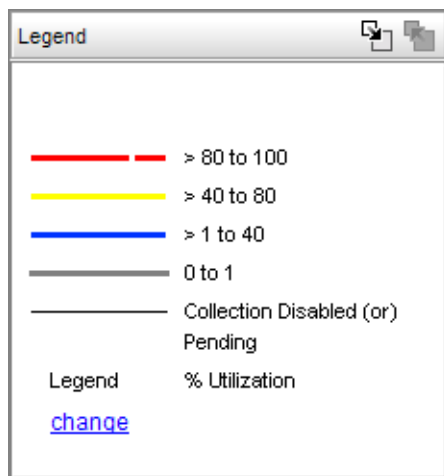 Legend
> 80 to 100
> 40 to 80
> 1 to 40
0 to 1
Collection Disabled (or)
Pending
Legend % Utilization
change